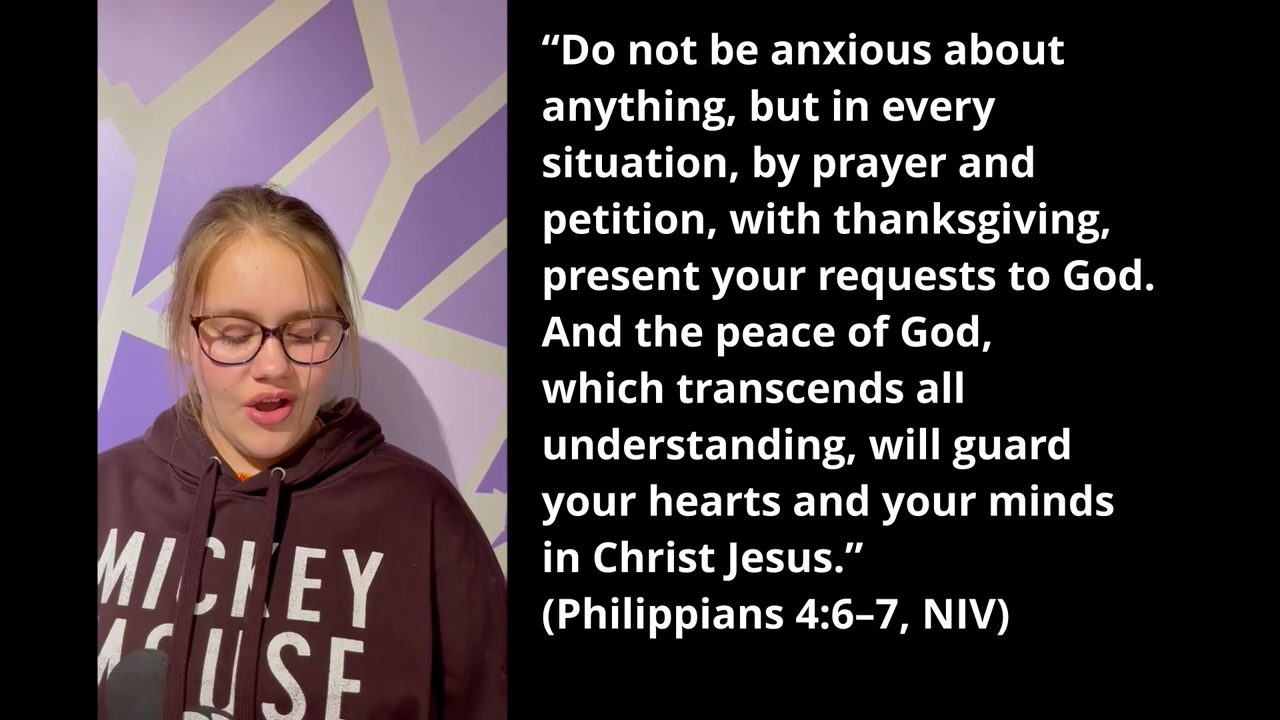 “Do not be anxious about
anything, but in every
situation, by prayer and
petition, with thanksgiving,
present your requests to God.
And the peace of God,
which transcends all
understanding, will guard
your hearts and your minds
in Christ Jesus.”
(Philippians 4:6–7, NIV)
MICKEY
MOUSE